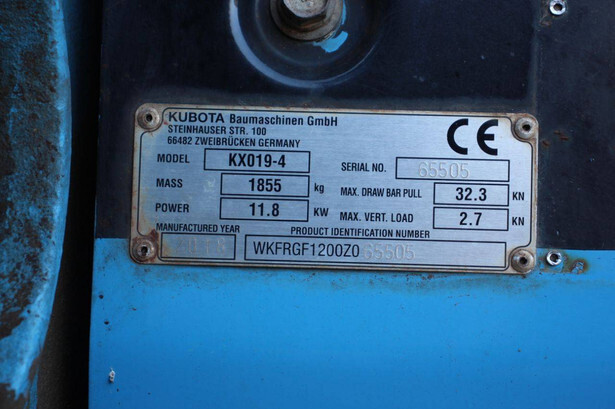 KUBOTA Baumaschinen GmbH
STEINHAUSER STR. 100
66482 ZWEIBRÜCKEN GERMANY
CE
MODEL KX019-4 SERIAL NO. 65505
MASS 1855 kg MAX. DRAW BAR PULL 32.3 KN
POWER 11.8 KW MAX. VERT. LOAD 2.7 KN
MANUFACTURED YEAR PRODUCT IDENTIFICATION NUMBER
2018 WKFRGF1200Z065505